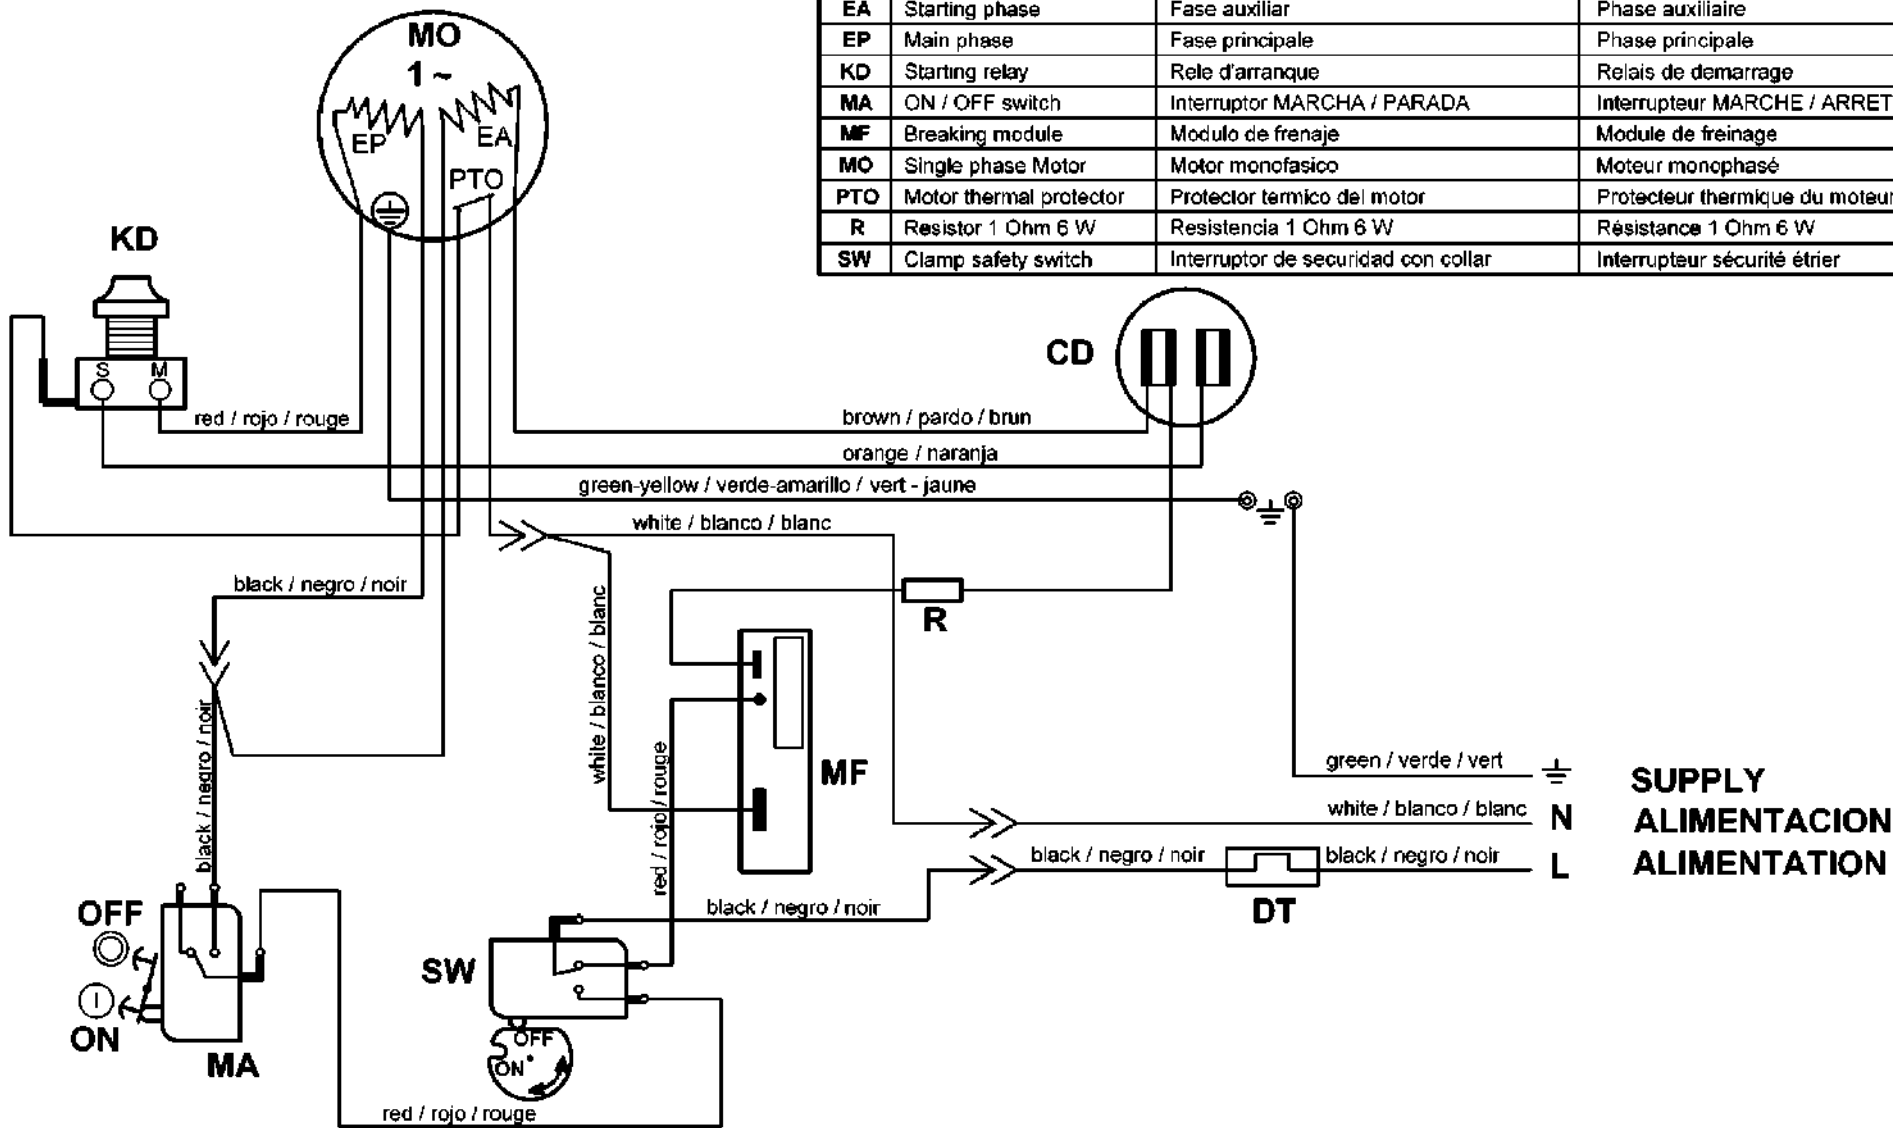 MO
1 ~
EP
EA
PTO
EA Starting phase Fase auxiliar Phase auxiliaire
EP Main phase Fase principale Phase principale
KD Starting relay Rele d'arranque Relais de demarrage
MA ON / OFF switch Interruptor MARCHA / PARADA Interrupteur MARCHE / ARRET
MF Breaking module Modulo de frenaje Module de freinage
MO Single phase Motor Motor monofasico Moteur monophasé
PTO Motor thermal protector Protector termico del motor Protecteur thermique du moteur
R Resistor 1 Ohm 6 W Resistencia 1 Ohm 6 W Résistance 1 Ohm 6 W
SW Clamp safety switch Interruptor de securidad con collar Interrupteur sécurité étrier
KD
S M
CD
red / rojo / rouge
brown / pardo / brun
orange / naranja
green-yellow / verde-amarillo / vert - jaune
white / blanco / blanc
black / negro / noir
R
white / blanco / blanc
black / negro / noir
red / rojo / rouge
MF
green / verde / vert
SUPPLY
white / blanco / blanc N ALIMENTACION
black / negro / noir
black / negro / noir L ALIMENTATION
DT
black / negro / noir
OFF
I
ON
MA
SW
OFF
ON
red / rojo / rouge